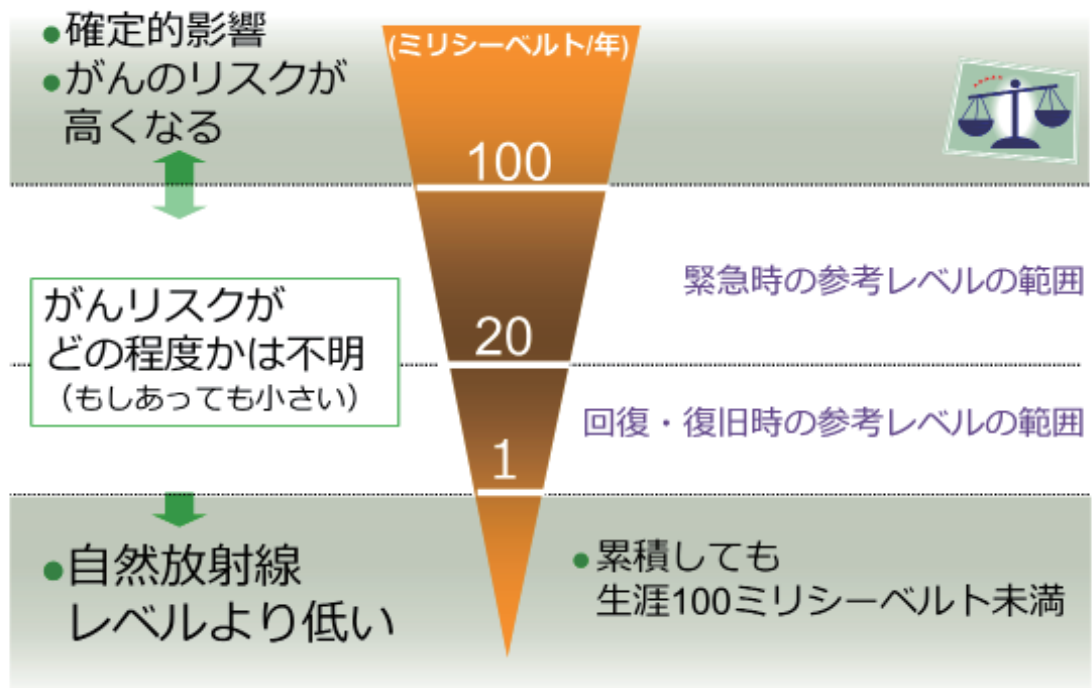 ●確定的影響
●がんのリスクが
高くなる
(ミリシーベルト/年)
100
緊急時の参考レベルの範囲
がんリスクが
どの程度かは不明
（もしあっても小さい）
20
回復・復旧時の参考レベルの範囲
1
●自然放射線
レベルより低い
●累積しても
生涯100ミリシーベルト未満